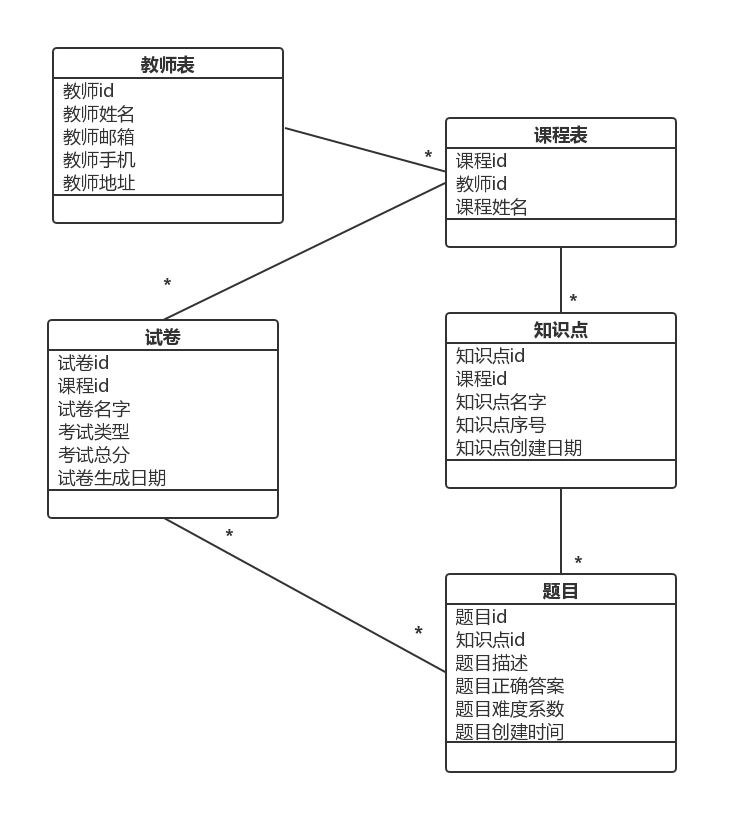 教师表
教师id
教师姓名
教师邮箱
教师手机
教师地址
*
课程表
课程id
教师id
课程姓名
*
*
试卷
试卷id
课程id
试卷名字
考试类型
考试总分
试卷生成日期
知识点
知识点id
课程id
知识点名字
知识点序号
知识点创建日期
*
*
*
题目
题目id
知识点id
题目描述
题目正确答案
题目难度系数
题目创建时间